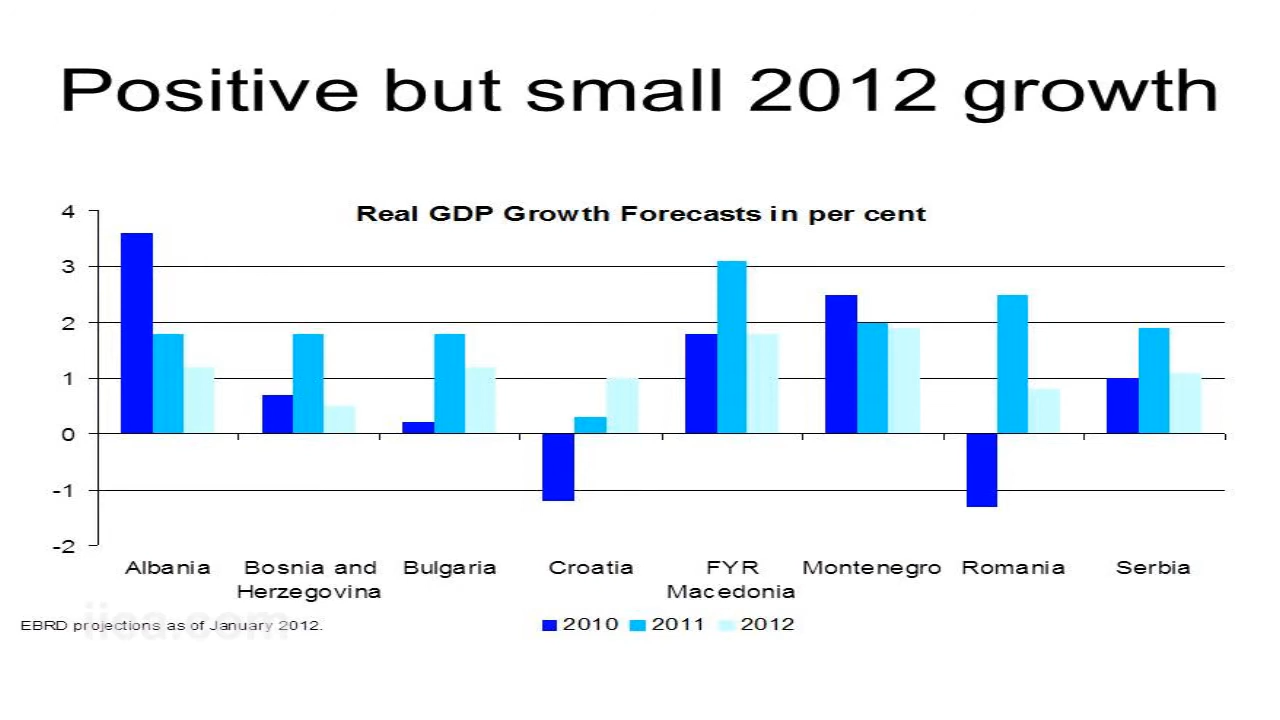 Positive but small 2012 growth
Real GDP Growth Forecasts in per cent
4
3
2
1
0
-1
-2
Albania
Bosnia and
Herzegovina
Bulgaria
Croatia
FYR
Macedonia
Montenegro
Romania
Serbia
EBRD projections as of January 2012.
2010 2011 2012